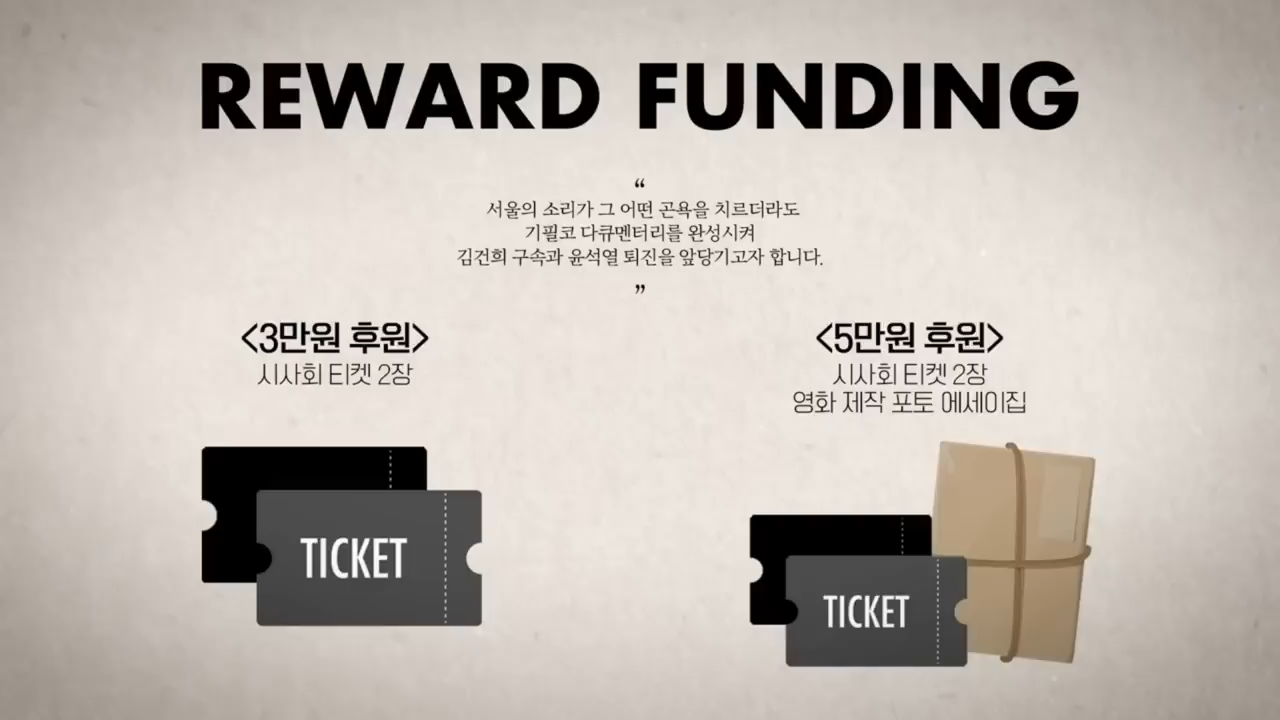 REWARD FUNDING
“
서울의 소리가 그 어떤 곤욕을 치르더라도
기필코 다큐멘터리를 완성시켜
김건희 구속과 윤석열 퇴진을 앞당기고자 합니다.
”
<3만원 후원>
시사회 티켓 2장
TICKET
<5만원 후원>
시사회 티켓 2장
영화 제작 포토 에세이집
TICKET